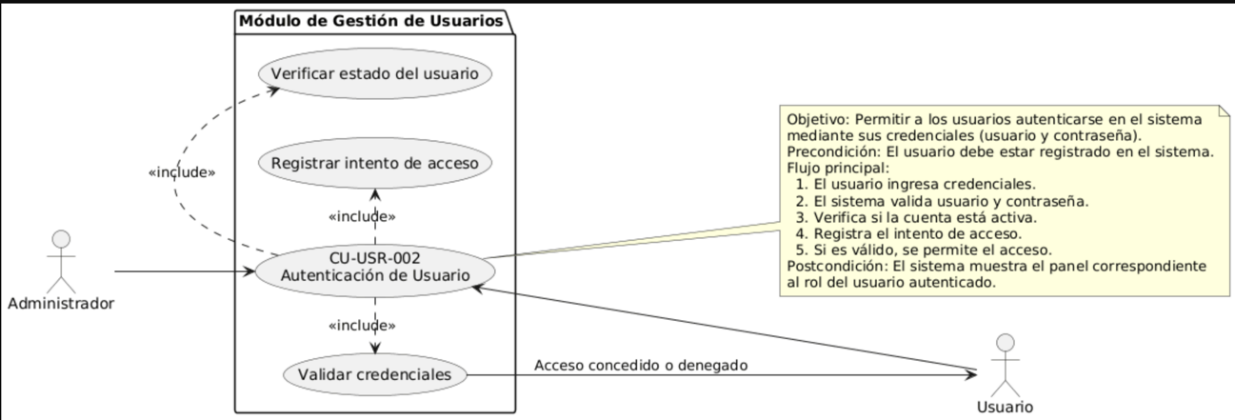 Módulo de Gestión de Usuarios
Verificar estado del usuario
Registrar intento de acceso
«include»
«include»
CU-USR-002
Autenticación de Usuario
«include»
Validar credenciales
Administrador
Acceso concedido o denegado
Usuario
Objetivo: Permitir a los usuarios autenticarse en el sistema
mediante sus credenciales (usuario y contraseña).
Precondición: El usuario debe estar registrado en el sistema.
Flujo principal:
1. El usuario ingresa credenciales.
2. El sistema valida usuario y contraseña.
3. Verifica si la cuenta está activa.
4. Registra el intento de acceso.
5. Si es válido, se permite el acceso.
Postcondición: El sistema muestra el panel correspondiente
al rol del usuario autenticado.